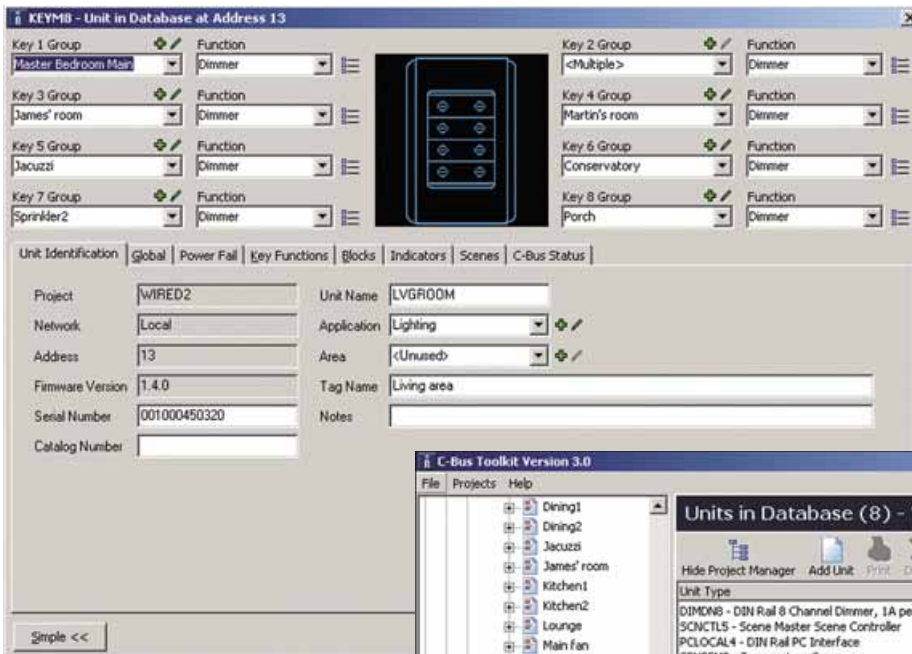 KEYM8 - Unit in Database at Address 13
Key 1 Group Function Key 2 Group Function
Master Bedroom Main Dimmer <Multiple> Dimmer
Key 3 Group Function Key 4 Group Function
James' room Dimmer Martin's room Dimmer
Key 5 Group Function Key 6 Group Function
Jacuzzi Dimmer Conservatory Dimmer
Key 7 Group Function Key 8 Group Function
Sprinkler2 Dimmer Porch Dimmer
Unit Identification Global Power Fail Key Functions Blocks Indicators Scenes C-Bus Status
Project WIRED2 Unit Name LVGROOM
Network Local Application Lighting
Address 13 Area <Unused>
Firmware Version 1.4.0 Tag Name Living area
Serial Number 001000450320 Notes
Catalog Number
Simple <<
C-Bus Toolkit Version 3.0
File Projects Help
Dining1
Dining2
Jacuzzi
James' room
Kitchen1
Kitchen2
Lounge
Main fan
Units in Database (8) -
Hide Project Manager Add Unit Print
Unit Type
DIMDN8 - DIN Rail 8 Channel Dimmer, 1A pe
SCNCTL5 - Scene Master Scene Controller
PCLOCAL4 - DIN Rail PC Interface